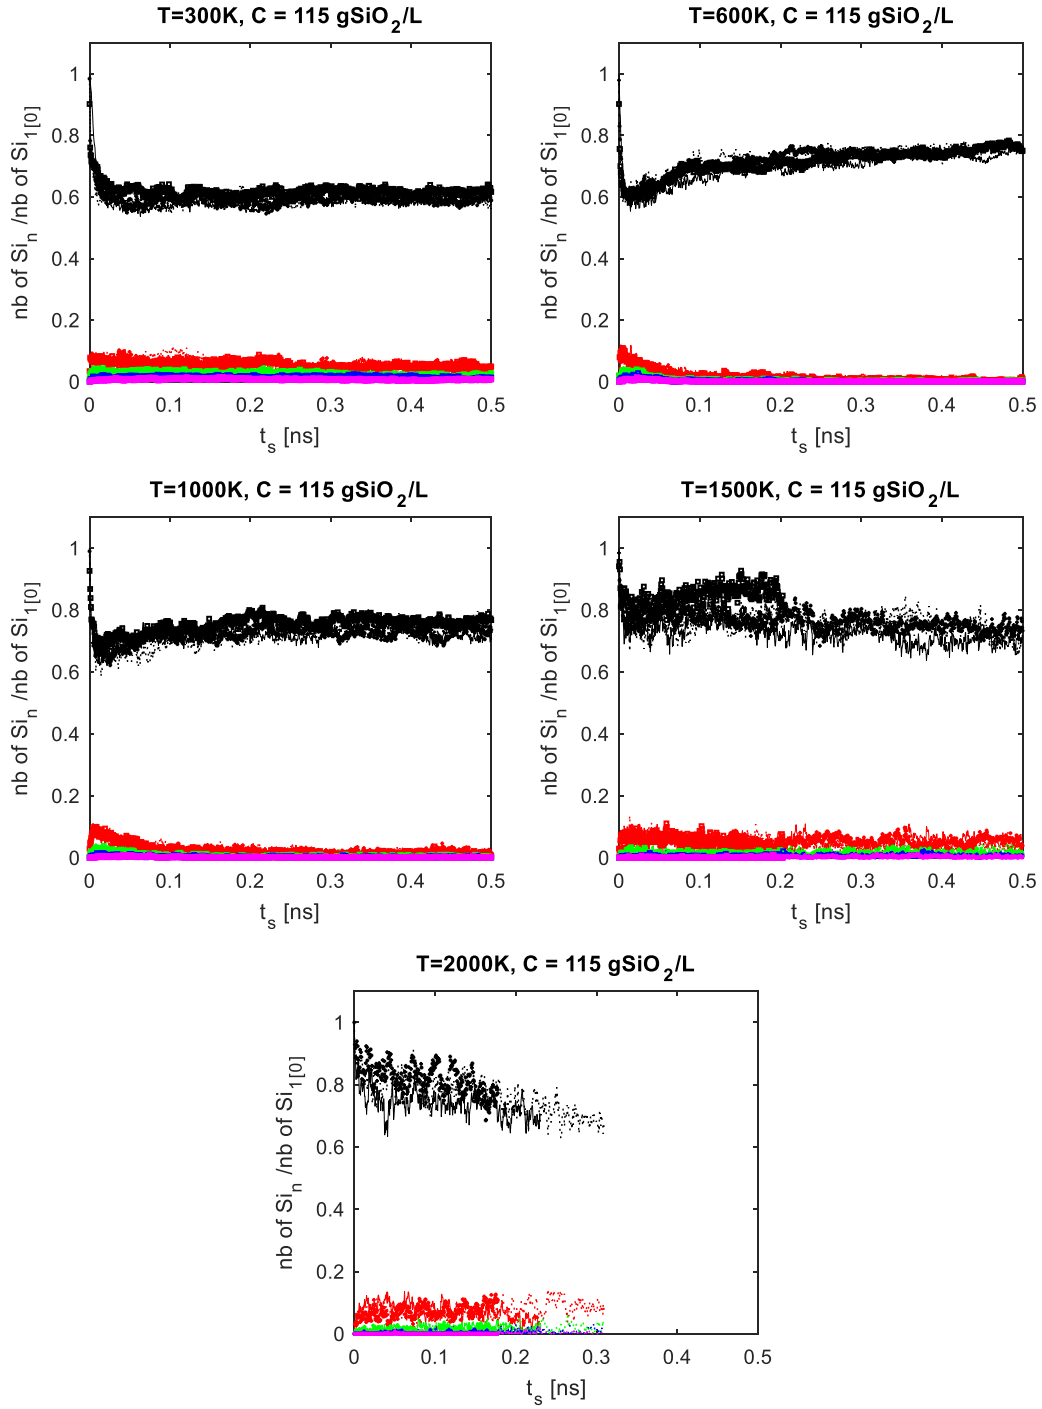 T=300K, C = 115 gSiO2/L
nb of Sin /nb of Si1[0]
1
0.8
0.6
0.4
0.2
0
0 0.1 0.2 0.3 0.4 0.5
ts [ns]
T=600K, C = 115 gSiO2/L
nb of Sin /nb of Si1[0]
1
0.8
0.6
0.4
0.2
0
0 0.1 0.2 0.3 0.4 0.5
ts [ns]
T=1000K, C = 115 gSiO2/L
nb of Sin /nb of Si1[0]
1
0.8
0.6
0.4
0.2
0
0 0.1 0.2 0.3 0.4 0.5
ts [ns]
T=1500K, C = 115 gSiO2/L
nb of Sin /nb of Si1[0]
1
0.8
0.6
0.4
0.2
0
0 0.1 0.2 0.3 0.4 0.5
ts [ns]
T=2000K, C = 115 gSiO2/L
nb of Sin /nb of Si1[0]
1
0.8
0.6
0.4
0.2
0
0 0.1 0.2 0.3 0.4 0.5
ts [ns]